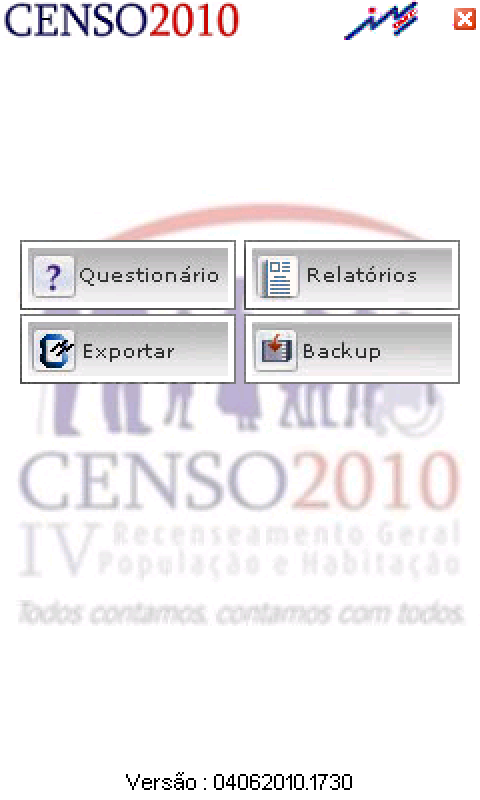 CENSO2010
ine
Questionário
Relatórios
Exportar
Backup
CENSO2010
IV Recenseamento Geral
População e Habitação
Todos contamos, contamos com todos.
Versão : 04062010.1730